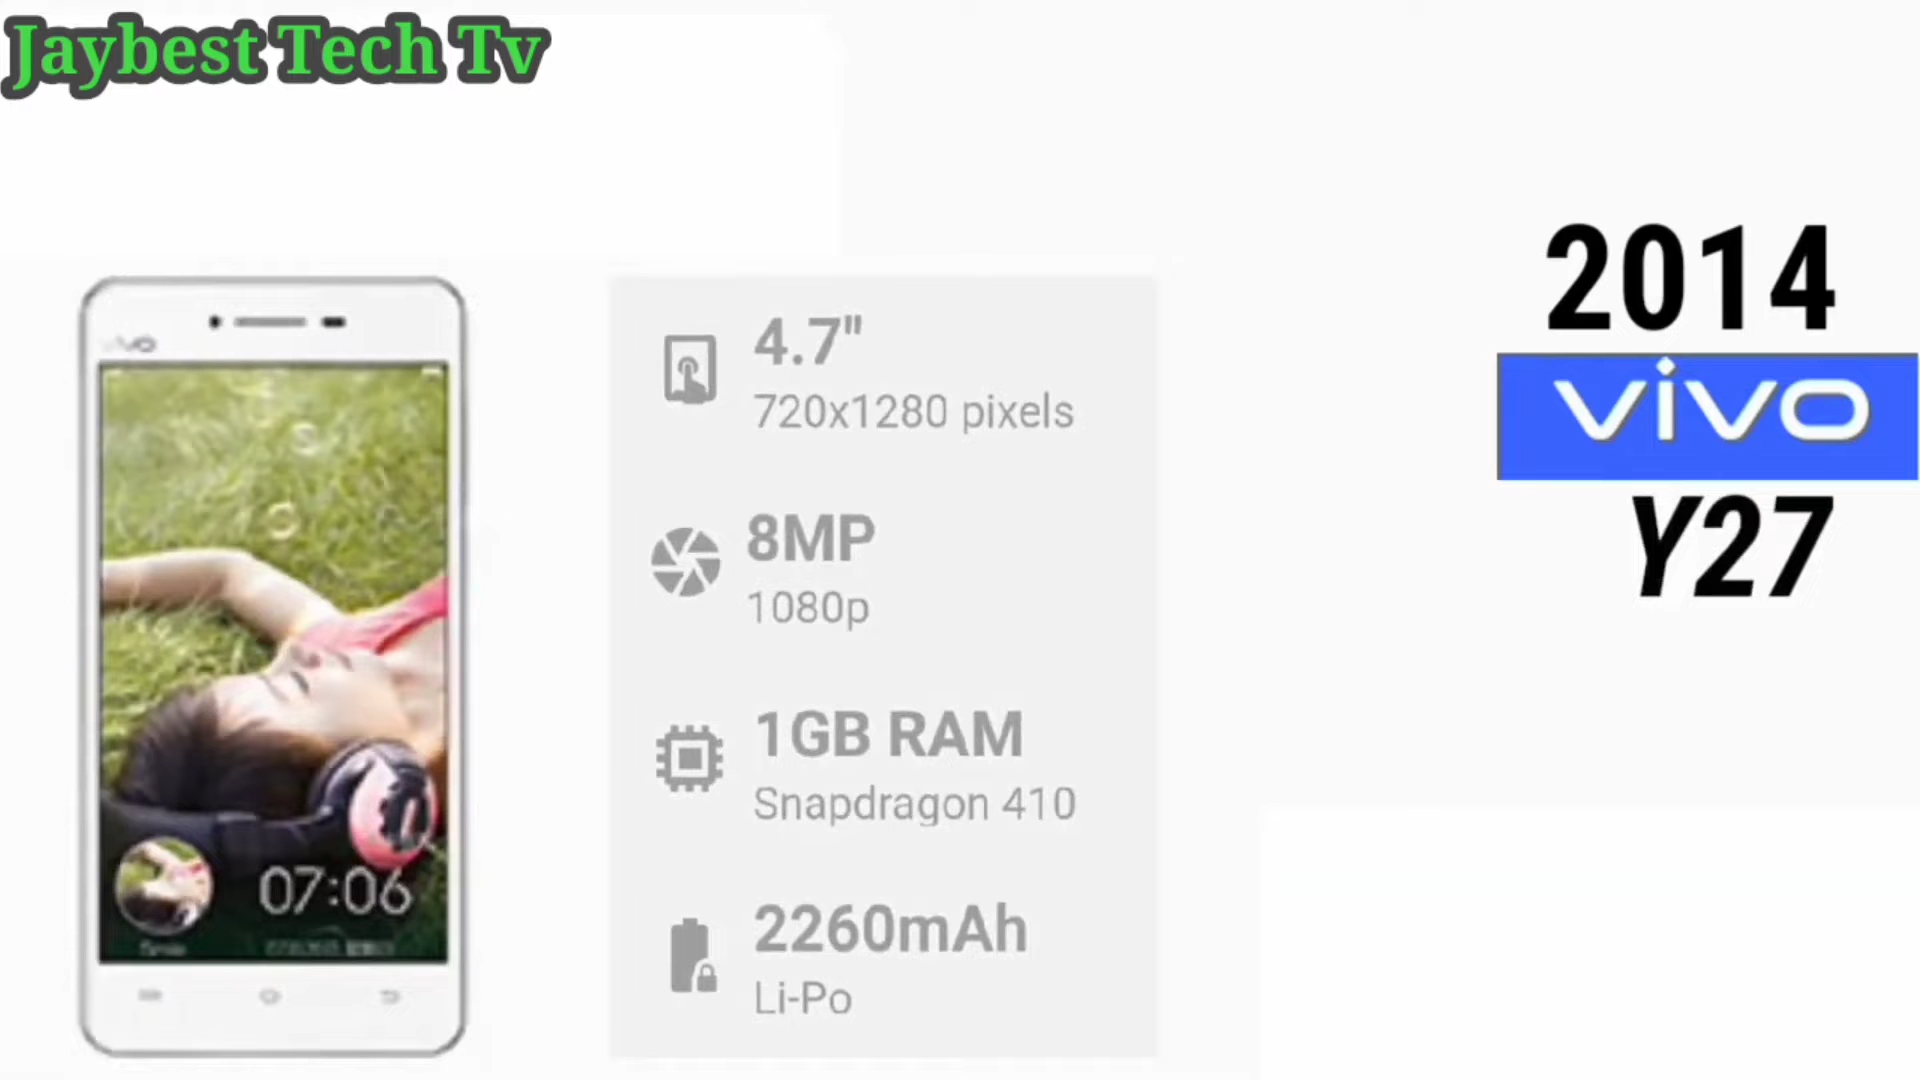 Jaybest Tech Tv
vivo
07:06
4.7"
720x1280 pixels
8MP
1080p
1GB RAM
Snapdragon 410
2260mAh
Li-Po
2014
vivo
Y27